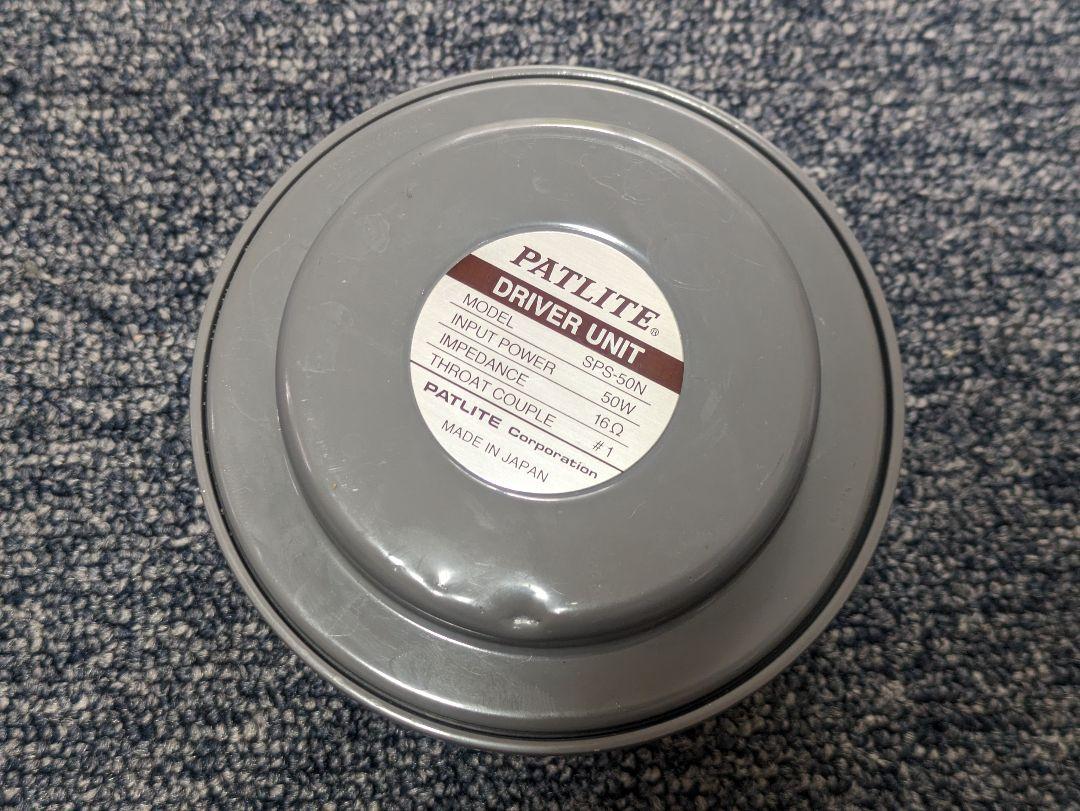 PATLITE®
DRIVER UNIT
MODEL SPS-50N
INPUT POWER 50W
IMPEDANCE 16Ω
THROAT COUPLE #1
PATLITE Corporation
MADE IN JAPAN